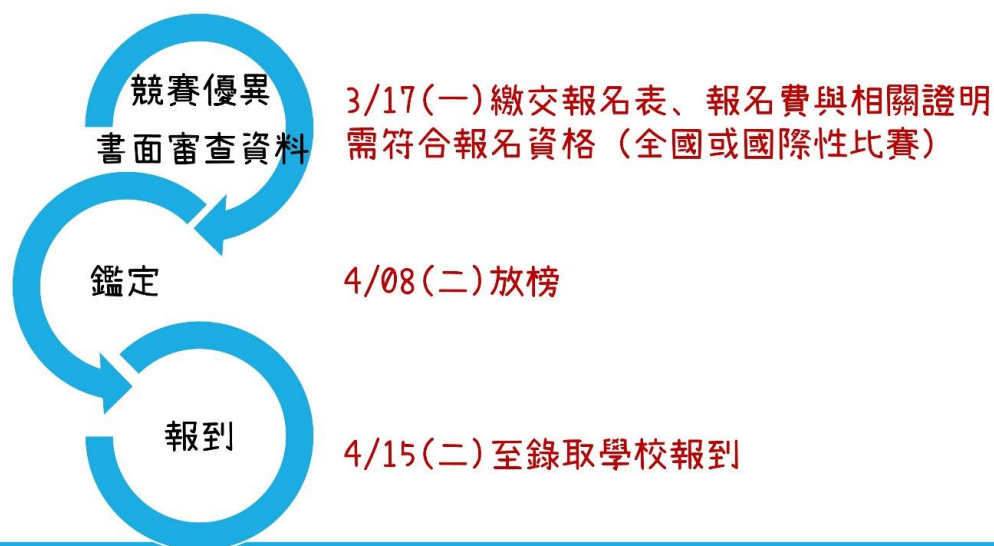 競賽優異
書面審查資料
3/17(一)繳交報名表、報名費與相關證明
需符合報名資格（全國或國際性比賽）
鑑定
4/08(二)放榜
報到
4/15(二)至錄取學校報到